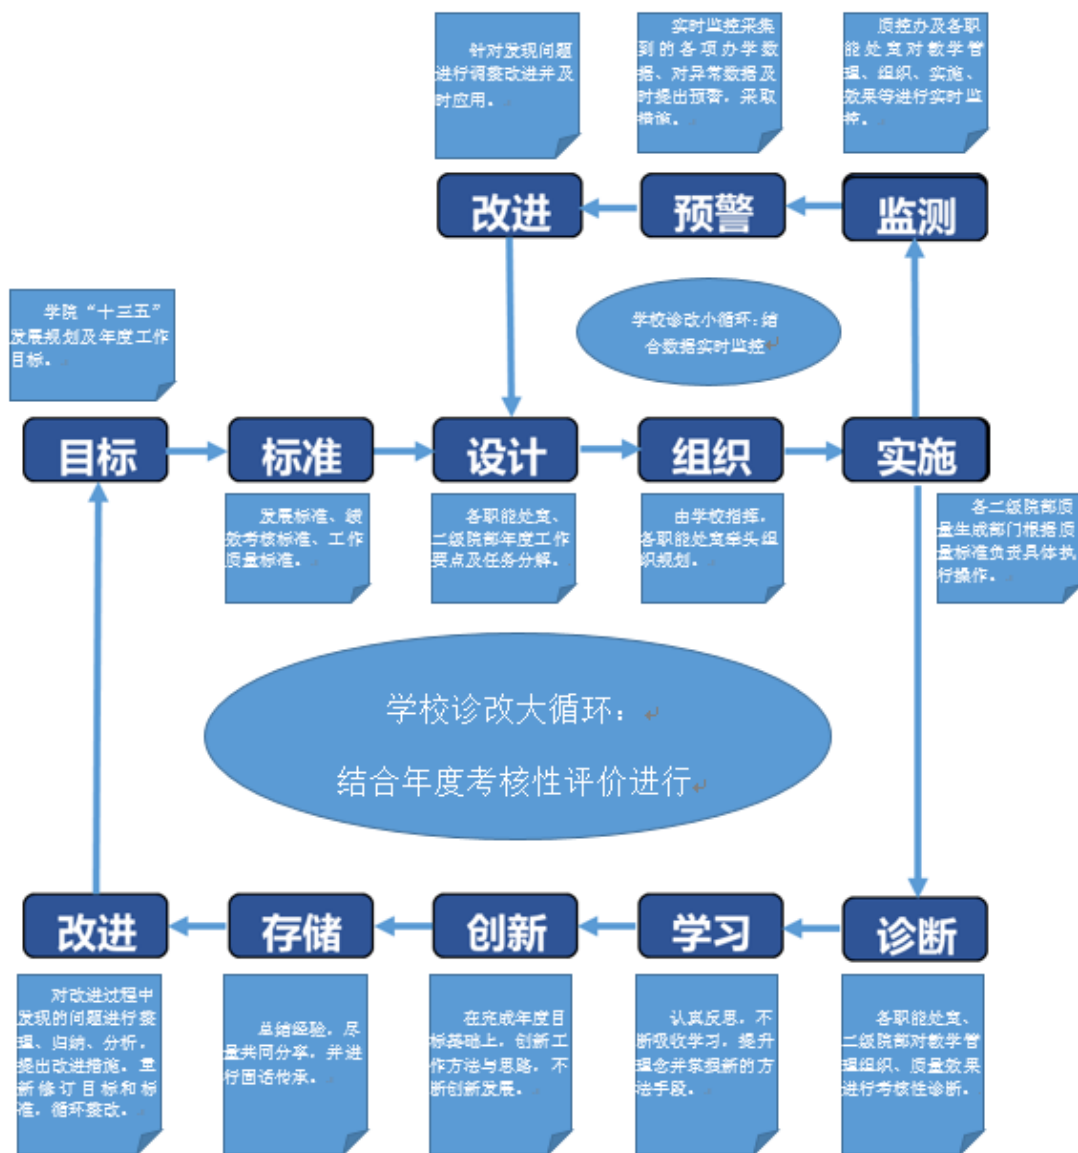 针对发现问题
进行调整改进并及
时应用。
实时监控采集
到的各项办学数
据、对异常数据及
时提出预警，采取
措施。
质控办及各职
能处室对教学管
理、组织、实施、
效果等进行实时监
控。
改进
预警
监测
学院“十三五”
发展规划及年度工作
目标。
学校诊改小循环：结
合数据实时监控
目标
标准
设计
组织
实施
发展标准、绩
效考核标准、工作
质量标准。
各职能处室、
二级院部年度工作
要点及任务分解。
由学校指挥，
各职能处室牵头组
织规划。
各二级院部质
量生成部门根据质
量标准负责具体执
行操作。
学校诊改大循环：
结合年度考核性评价进行
改进
存储
创新
学习
诊断
对改进过程中
发现的问题进行整
理、归纳、分析，
提出改进措施。重
新修订目标和标
准，循环整改。
总结经验，尽
量共同分享，并进
行固话传承。
在完成年度目
标基础上，创新工
作方法与思路，不
断创新发展。
认真反思，不
断吸收学习，提升
理念并掌握新的方
法手段。
各职能处室、
二级院部对教学管
理组织、质量效果
进行考核性诊断。